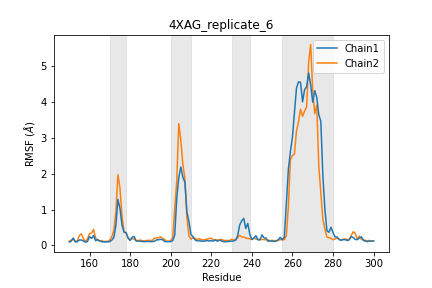 4XAG_replicate_6
Chain1
Chain2
RMSF (Å)
5
4
3
2
1
0
160 180 200 220 240 260 280 300
Residue